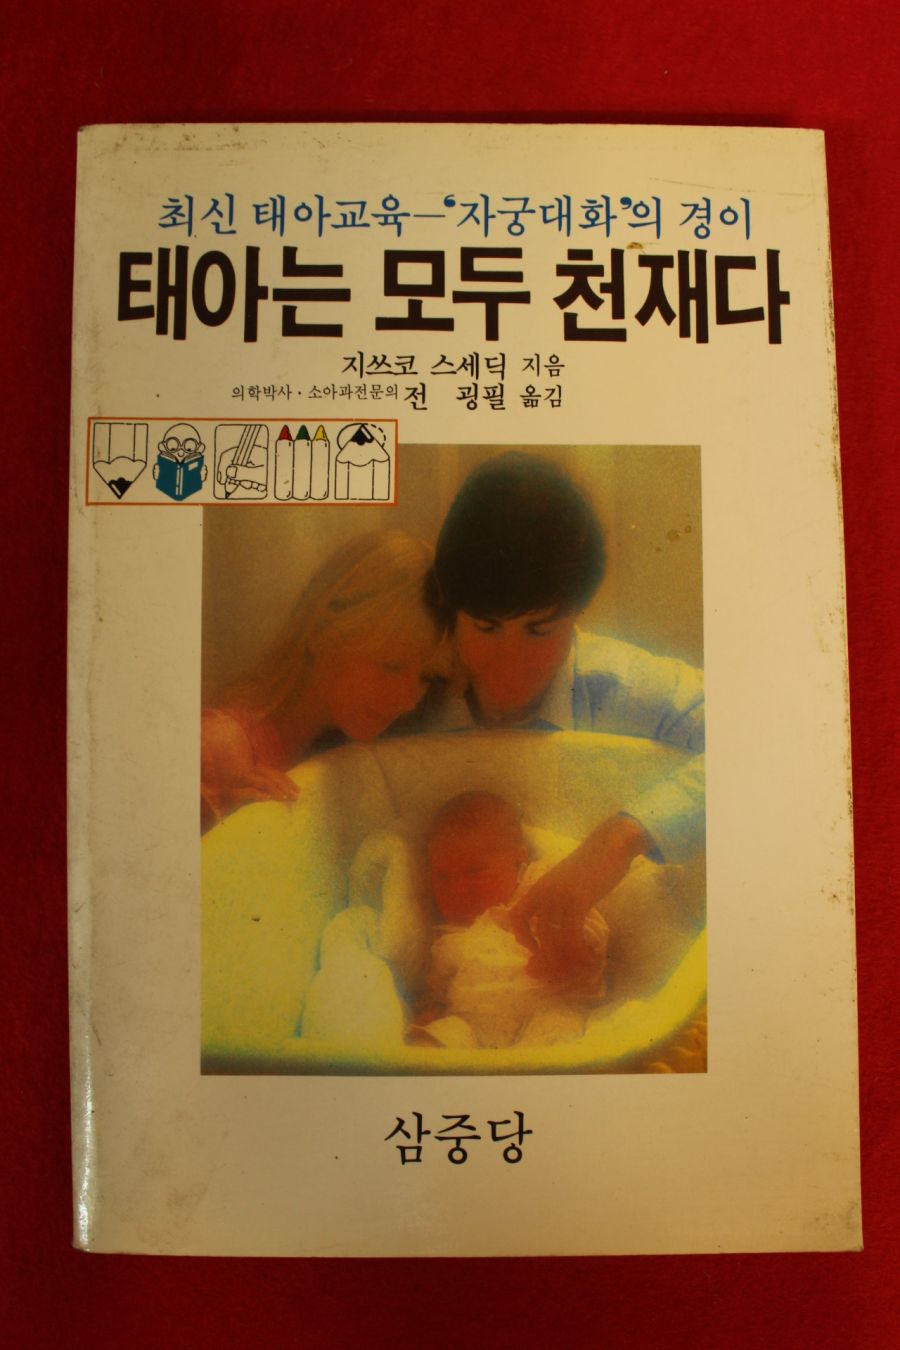 최신 태아교육–‘자궁대화’의 경이
태아는 모두 천재다
지쓰코 스세딕 지음
의학박사·소아과전문의 전 굉필 옮김
삼중당